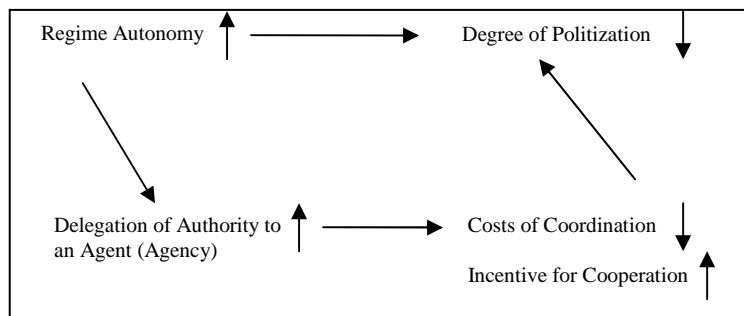 Regime Autonomy
Degree of Politization
Delegation of Authority to
an Agent (Agency)
Costs of Coordination
Incentive for Cooperation